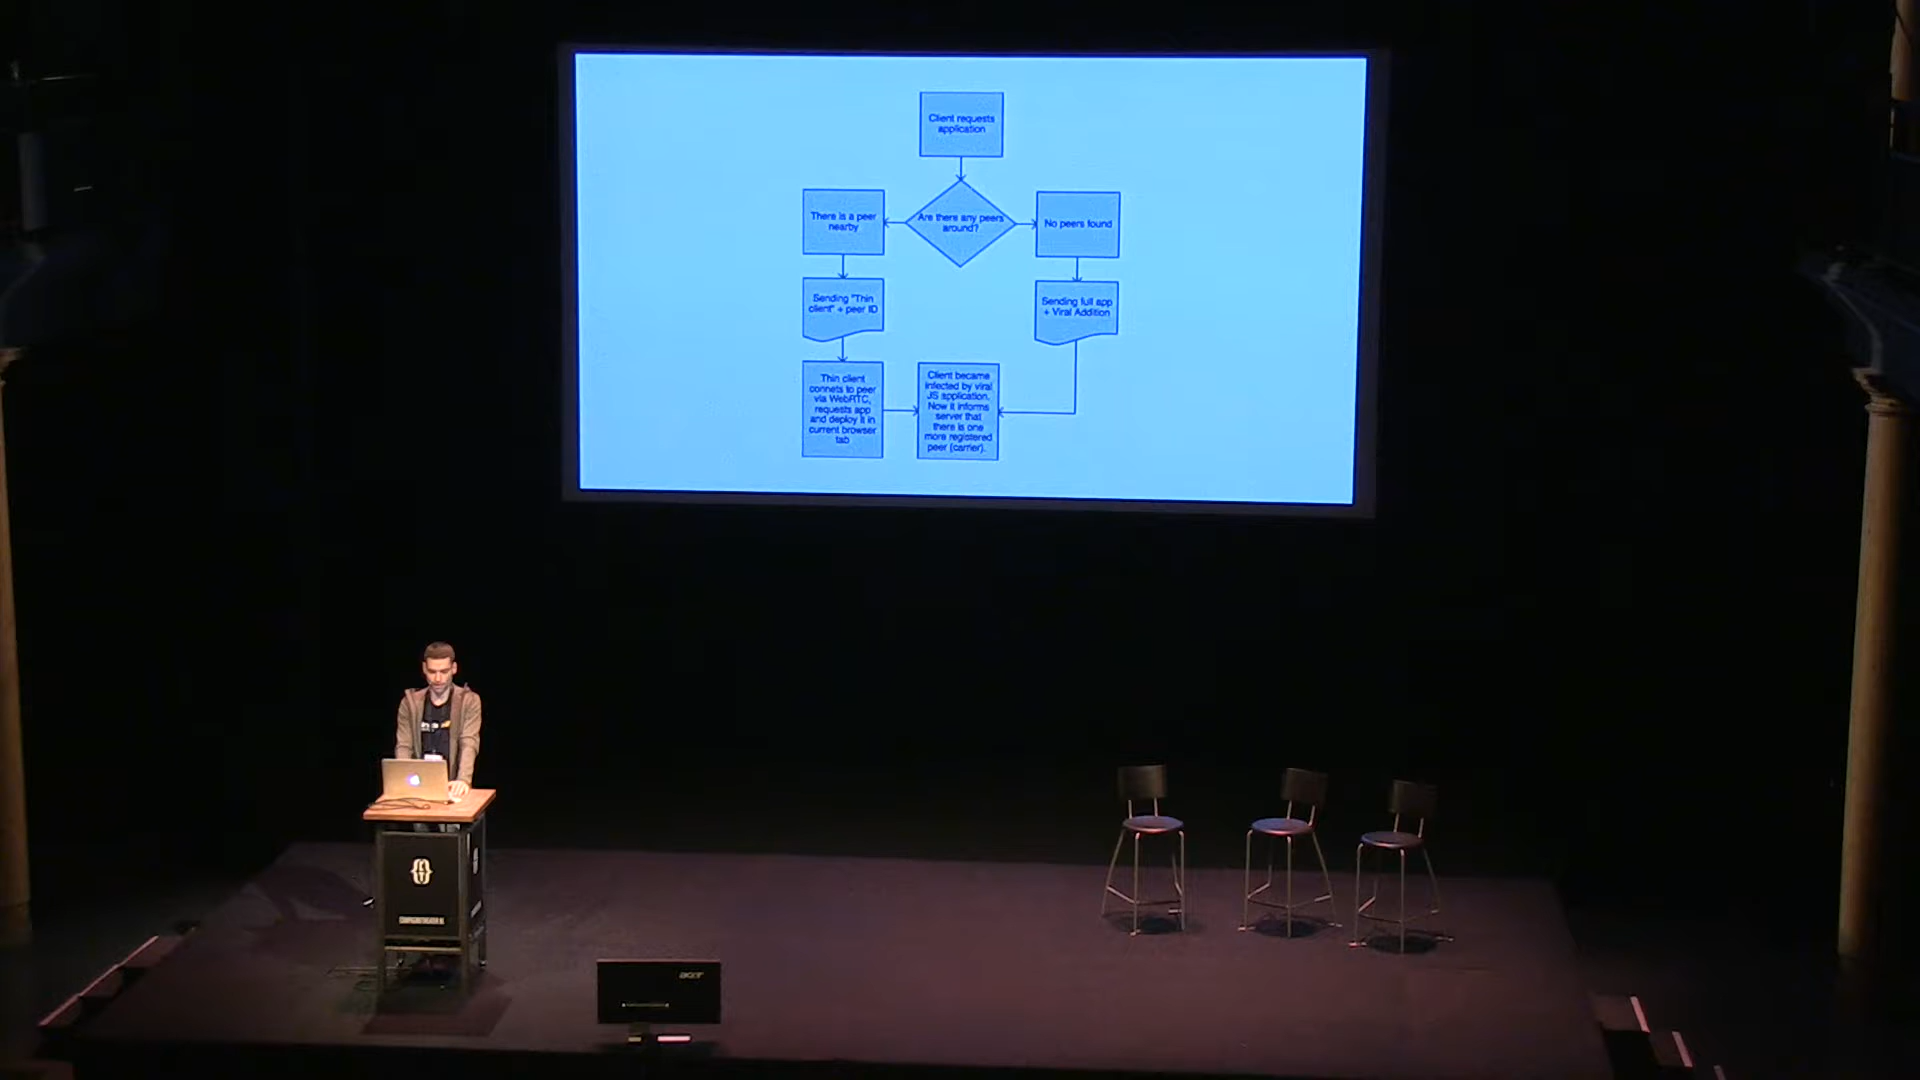 Client requests
application
Are there any peers
around?
There is a peer
nearby
No peers found
Sending "Thin
client" + peer ID
Sending full app
+ Viral Addition
Thin client
connets to peer
via WebRTC,
requests app
and deploy it in
current browser
tab
Client became
infected by viral
JS application.
Now it informs
server that
there is one
more registered
peer (carrier).
acer